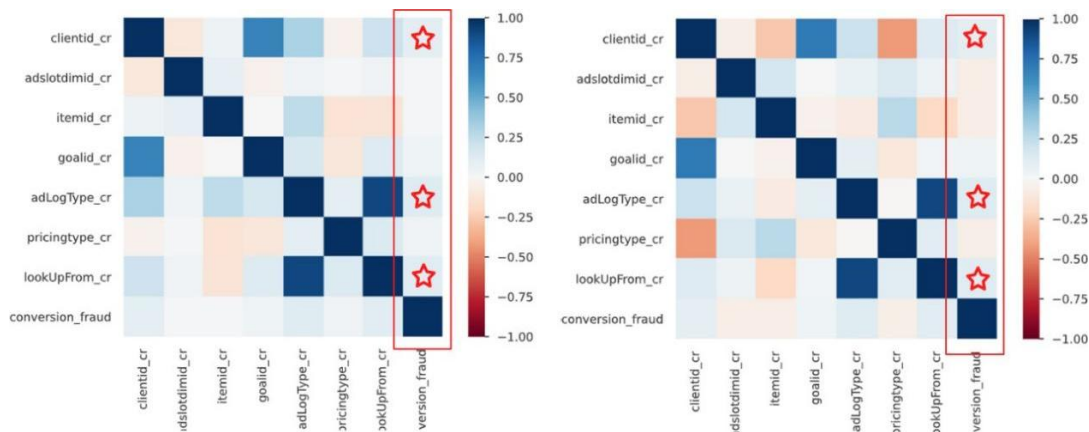 clientid_cr
adslotdimid_cr
itemid_cr
goalid_cr
adLogType_cr
pricingtype_cr
lookUpFrom_cr
conversion_fraud
clientid_cr
dslotdimid_cr
itemid_cr
goalid_cr
adLogType_cr
pricingtype_cr
ookUpFrom_cr
version_fraud
1.00
0.75
0.50
0.25
0.00
−0.25
−0.50
−0.75
−1.00
clientid_cr
adslotdimid_cr
itemid_cr
goalid_cr
adLogType_cr
pricingtype_cr
lookUpFrom_cr
conversion_fraud
clientid_cr
dslotdimid_cr
itemid_cr
goalid_cr
adLogType_cr
pricingtype_cr
ookUpFrom_cr
version_fraud
1.00
0.75
0.50
0.25
0.00
−0.25
−0.50
−0.75
−1.00